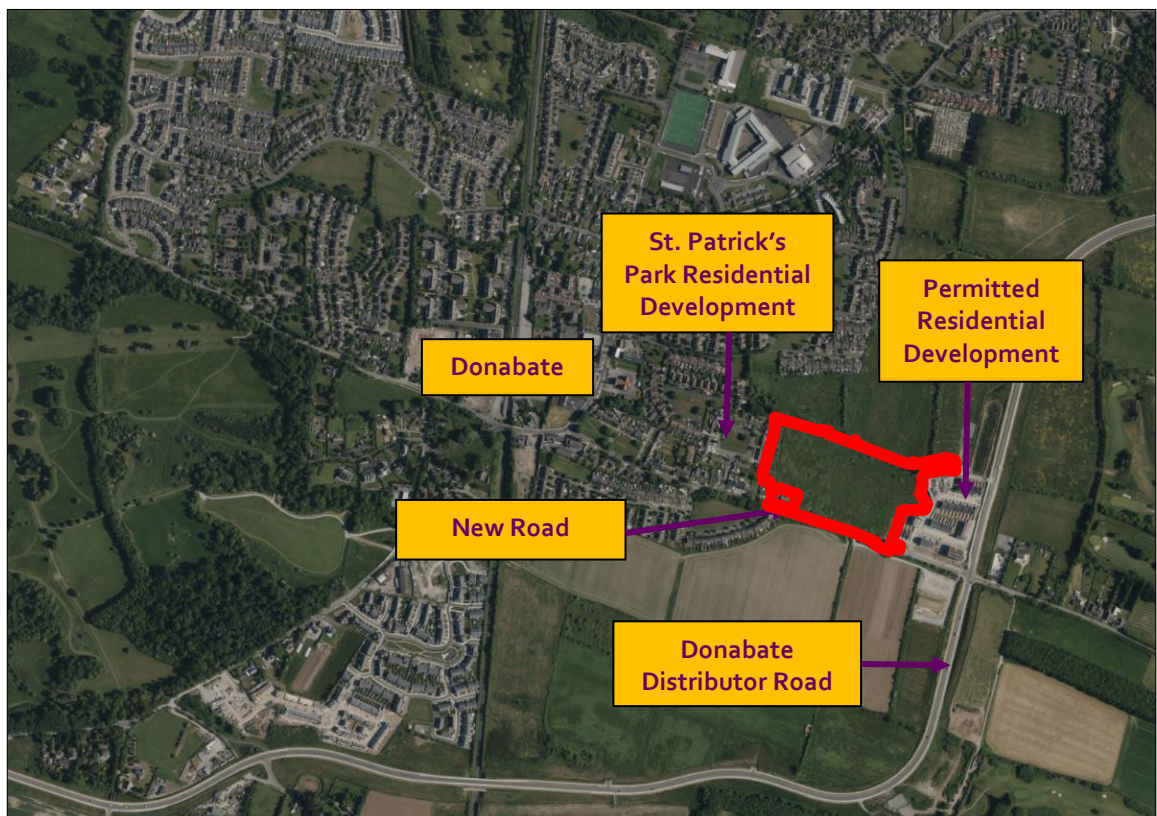 St. Patrick's
Park Residential
Development
Permitted
Residential
Development
Donabate
New Road
Donabate
Distributor Road